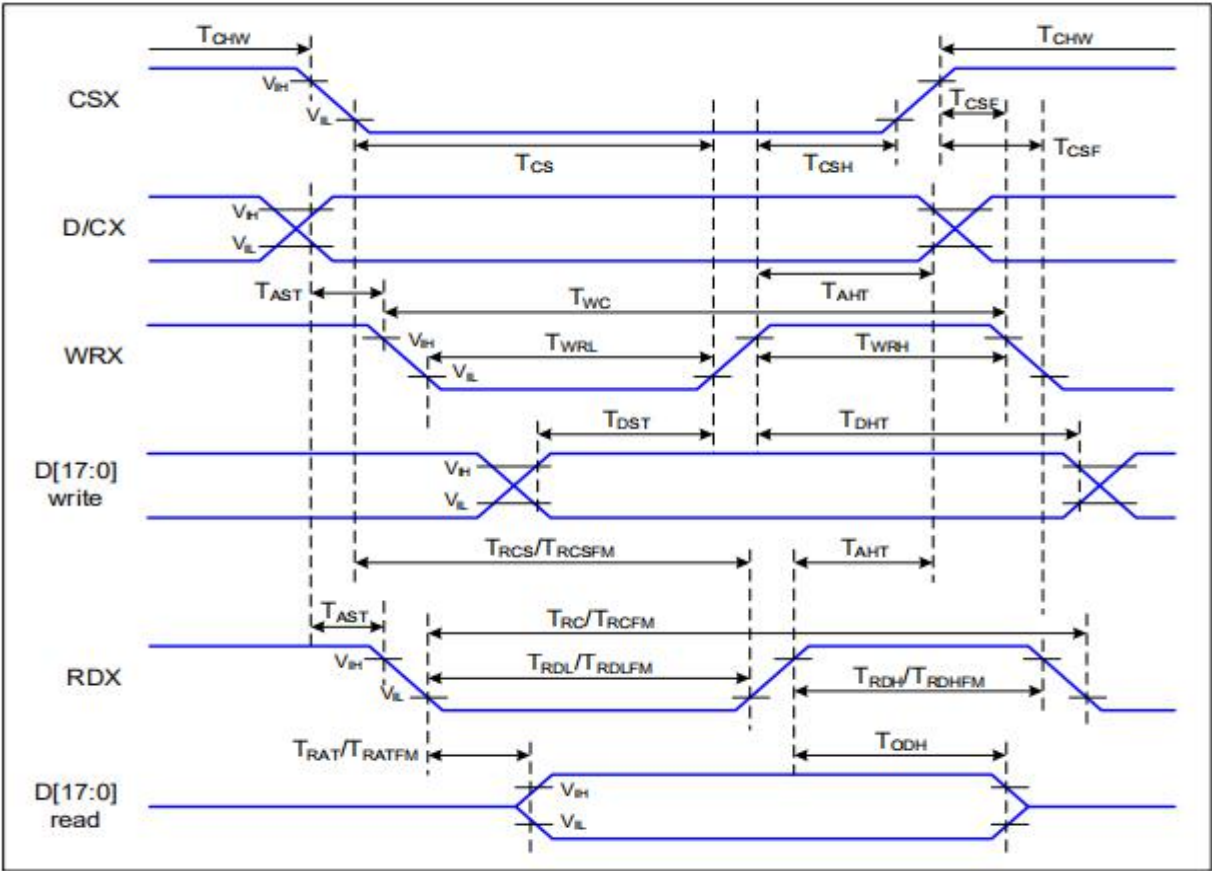 TCHW TCHW
CSX
VIH
VIL
TCSF
TCS TCSH TCSF
D/CX
VIH
VIL
TAST TWC TAHT
WRX
VIH
VIL
TWRL TWRH
TDST TDHT
D[17:0]
write
VIH
VIL
TRCS/TRCSFM TAHT
TAST TRC/TRCFM
RDX
VIH
VIL
TRDL/TRDLFM TRDH/TRDHFM
TRAT/TRATFM TODH
D[17:0]
read
VIH
VIL